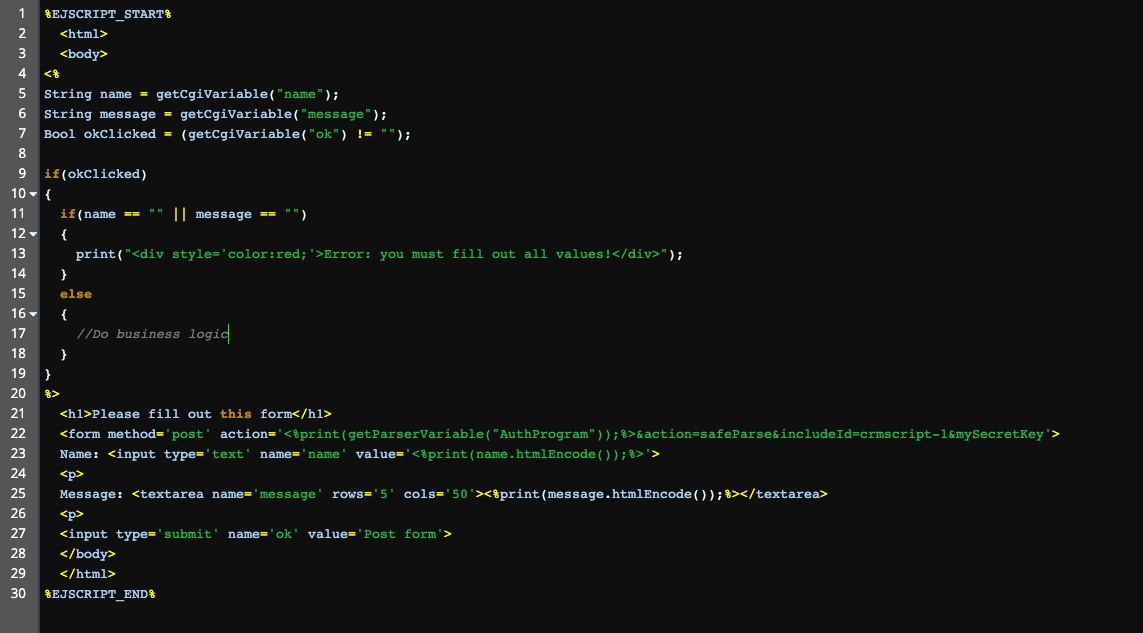 1 %EJSCRIPT_START%
2   <html>
3   <body>
4 <%
5 String name = getCgiVariable("name");
6 String message = getCgiVariable("message");
7 Bool okClicked = (getCgiVariable("ok") != "");
8
9 if(okClicked)
10 {
11   if(name == "" || message == "")
12   {
13     print("<div style='color:red;'>Error: you must fill out all values!</div>");
14   }
15   else
16   {
17     //Do business logic
18   }
19 }
20 %>
21   <h1>Please fill out this form</h1>
22   <form method='post' action='<%print(getParserVariable("AuthProgram"));%>&action=safeParse&includeId=crmscript-1&mySecretKey'>
23   Name: <input type='text' name='name' value='<%print(name.htmlEncode());%>'>
24   <p>
25   Message: <textarea name='message' rows='5' cols='50'><%print(message.htmlEncode());%></textarea>
26   <p>
27   <input type='submit' name='ok' value='Post form'>
28   </body>
29   </html>
30 %EJSCRIPT_END%